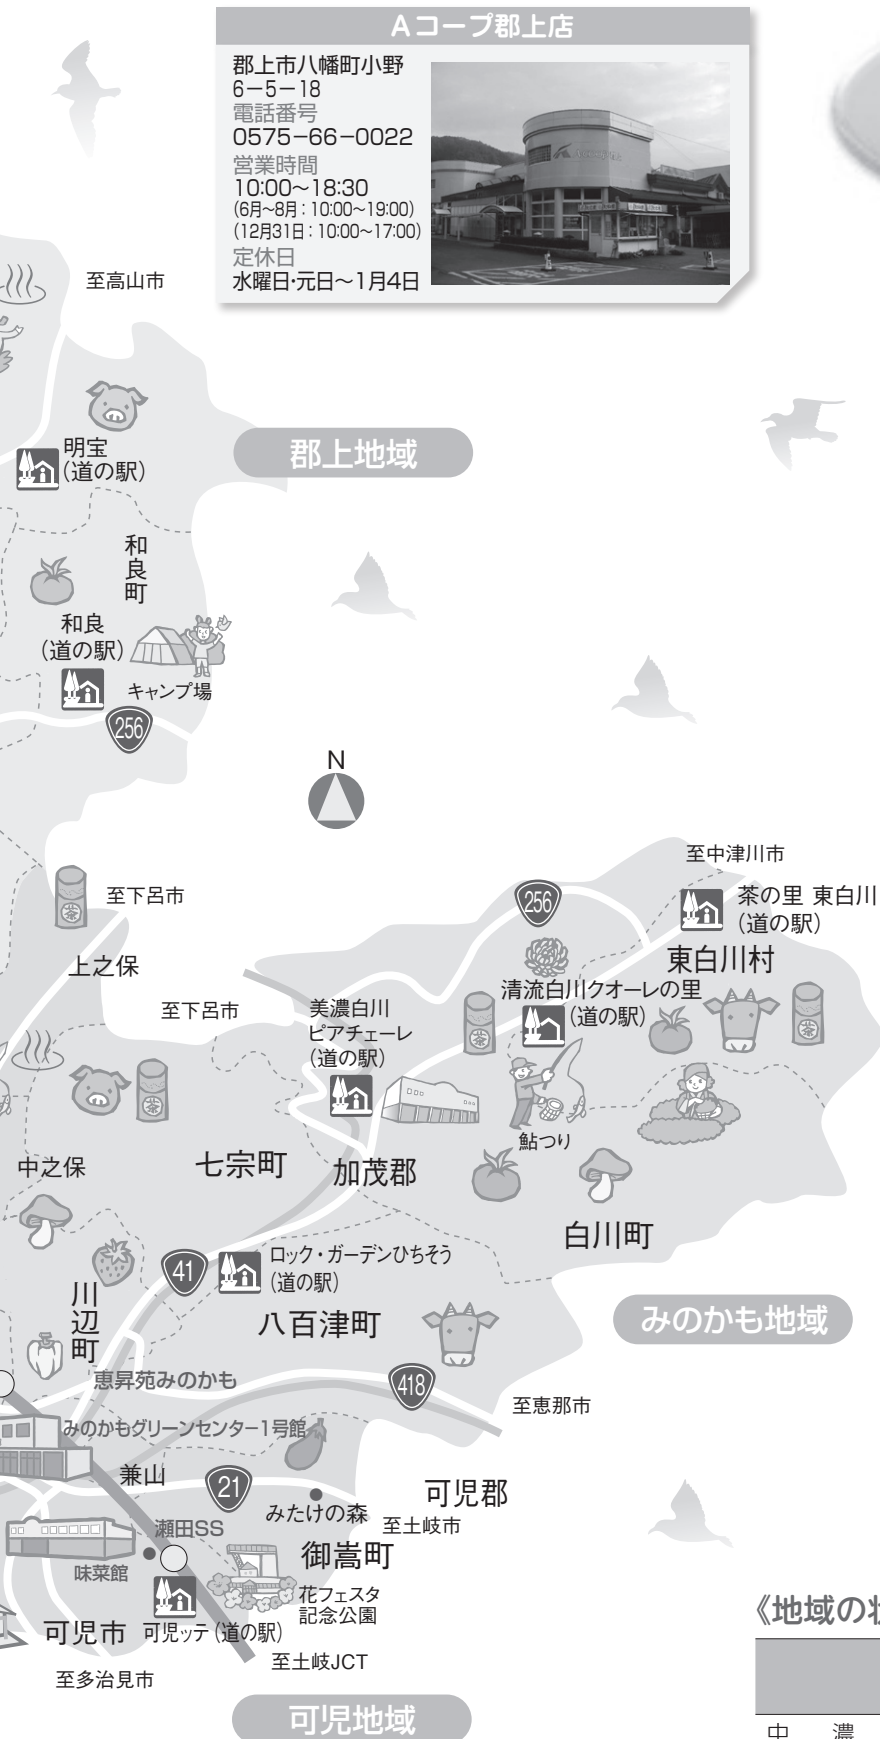 Aコープ郡上店
郡上市八幡町小野
6−5−18
電話番号
0575−66−0022
営業時間
10:00〜18:30
(6月〜8月:10:00〜19:00)
(12月31日:10:00〜17:00)
定休日
水曜日・元日〜1月4日
至高山市
明宝
(道の駅)
郡上地域
和良町
和良
(道の駅)
キャンプ場
256
N
至中津川市
茶の里 東白川
(道の駅)
256
至下呂市
茶
東白川村
上之保
清流白川クオーレの里
(道の駅)
茶
茶
至下呂市
美濃白川
ピアチェーレ
(道の駅)
茶
鮎つり
中之保
七宗町
加茂郡
白川町
41
ロック・ガーデンひちそう
(道の駅)
川辺町
八百津町
みのかも地域
恵昇苑みのかも
418
至恵那市
みのかもグリーンセンター1号館
兼山
21
可児郡
みたけの森
至土岐市
瀬田SS
御嵩町
味菜館
花フェスタ
記念公園
可児市
可児ッテ(道の駅)
至土岐JCT
至多治見市
可児地域
《地域の
中 濃